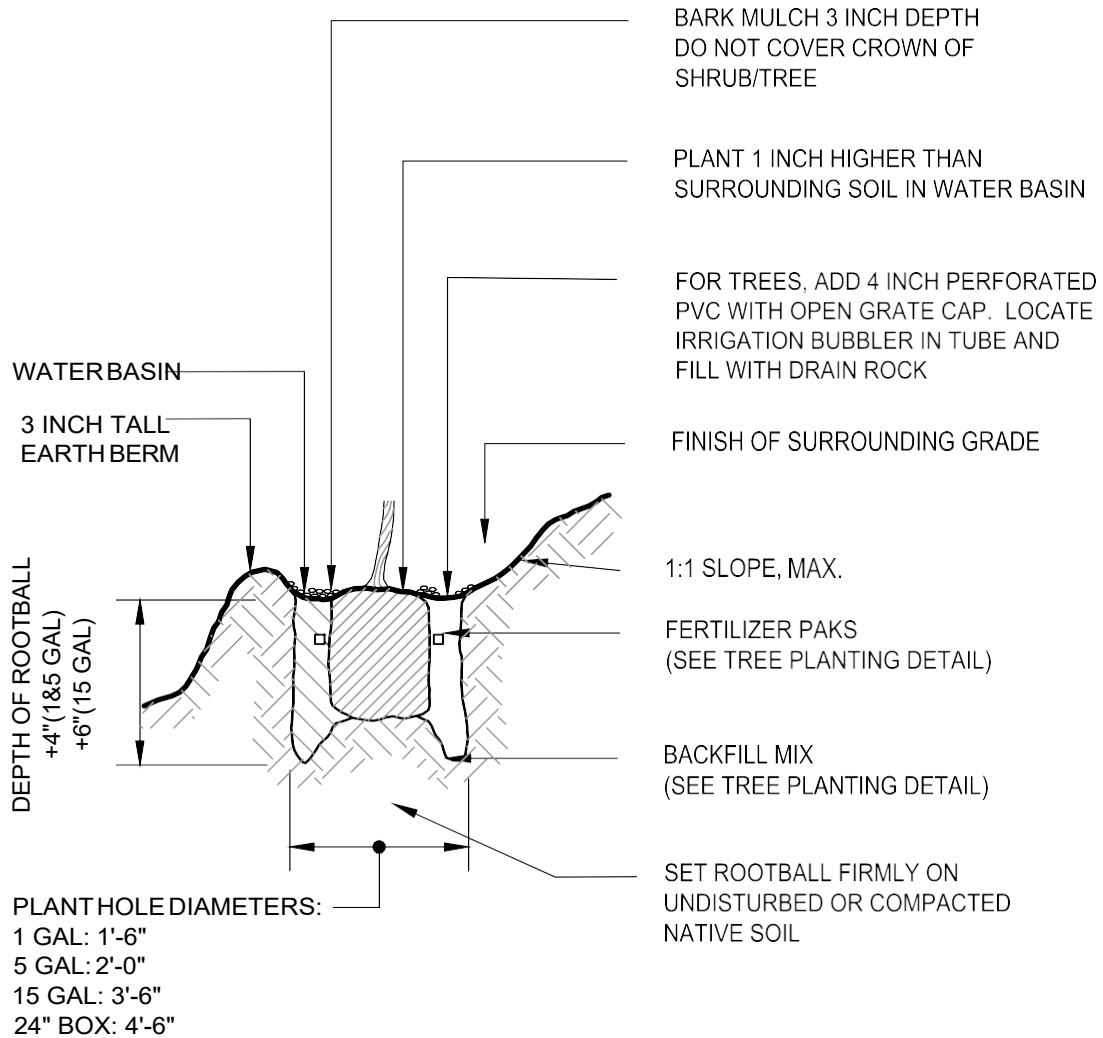 BARK MULCH 3 INCH DEPTH
DO NOT COVER CROWN OF
SHRUB/TREE
PLANT 1 INCH HIGHER THAN
SURROUNDING SOIL IN WATER BASIN
FOR TREES, ADD 4 INCH PERFORATED
PVC WITH OPEN GRATE CAP. LOCATE
IRRIGATION BUBBLER IN TUBE AND
FILL WITH DRAIN ROCK
WATER BASIN
3 INCH TALL
EARTH BERM
FINISH OF SURROUNDING GRADE
1:1 SLOPE, MAX.
DEPTH OF ROOTBALL
+4"(1&5 GAL)
+6"(15 GAL)
FERTILIZER PAKS
(SEE TREE PLANTING DETAIL)
BACKFILL MIX
(SEE TREE PLANTING DETAIL)
SET ROOTBALL FIRMLY ON
UNDISTURBED OR COMPACTED
NATIVE SOIL
PLANT HOLE DIAMETERS:
1 GAL: 1'-6"
5 GAL: 2'-0"
15 GAL: 3'-6"
24" BOX: 4'-6"